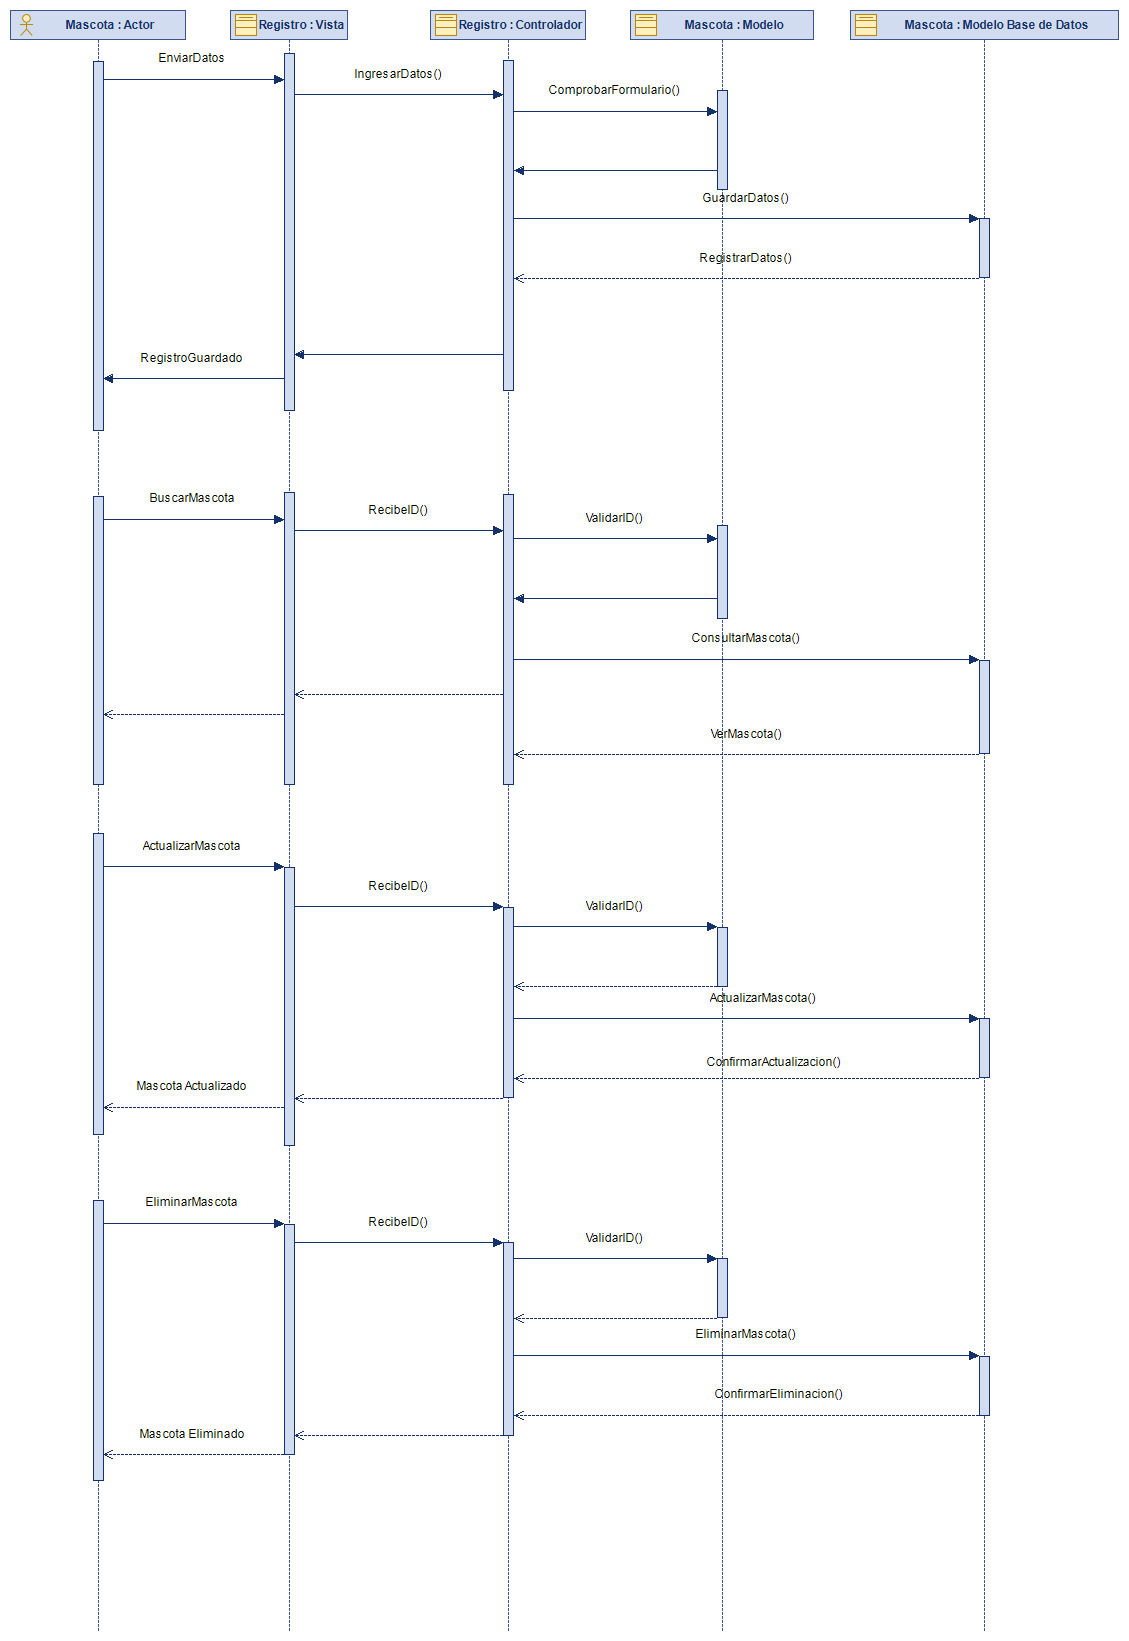 Mascota : Actor
Registro : Vista
Registro : Controlador
Mascota : Modelo
Mascota : Modelo Base de Datos
EnviarDatos
IngresarDatos()
ComprobarFormulario()
GuardarDatos()
RegistrarDatos()
RegistroGuardado
BuscarMascota
RecibeID()
ValidarID()
ConsultarMascota()
VerMascota()
ActualizarMascota
RecibeID()
ValidarID()
ActualizarMascota()
ConfirmarActualizacion()
Mascota Actualizado
EliminarMascota
RecibeID()
ValidarID()
EliminarMascota()
ConfirmarEliminacion()
Mascota Eliminado